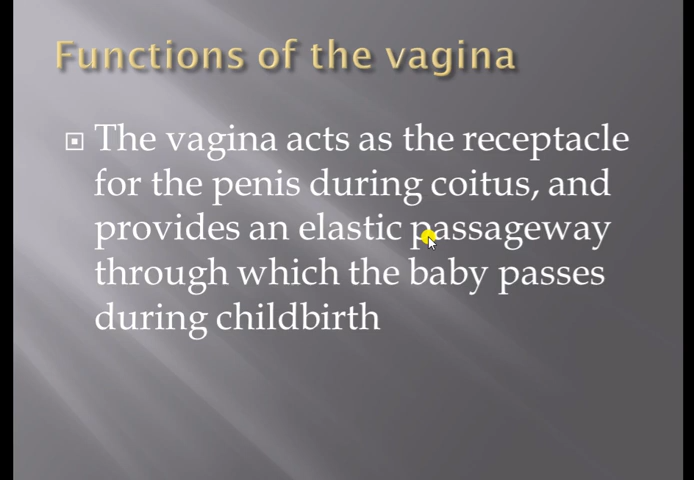 Functions of the vagina
The vagina acts as the receptacle
for the penis during coitus, and
provides an elastic passageway
through which the baby passes
during childbirth